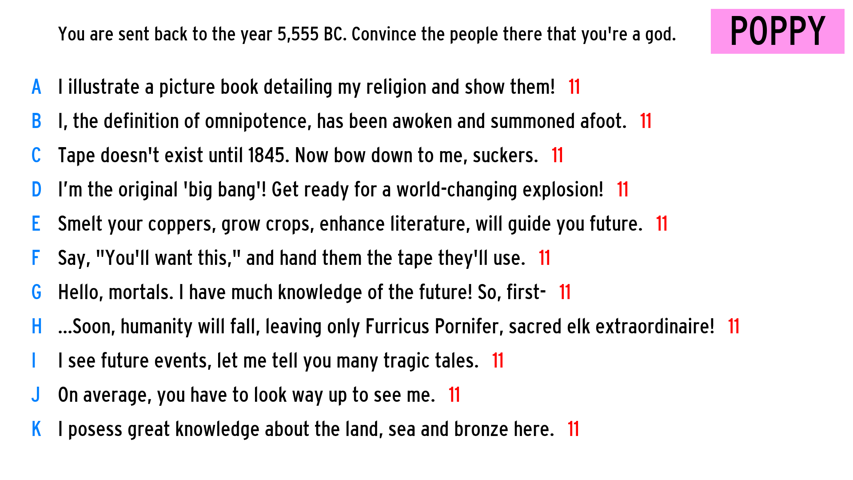 You are sent back to the year 5,555 BC. Convince the people there that you're a god.
POPPY
A I illustrate a picture book detailing my religion and show them! 11
B I, the definition of omnipotence, has been awoken and summoned afoot. 11
C Tape doesn't exist until 1845. Now bow down to me, suckers. 11
D I’m the original 'big bang'! Get ready for a world-changing explosion! 11
E Smelt your coppers, grow crops, enhance literature, will guide you future. 11
F Say, "You'll want this," and hand them the tape they'll use. 11
G Hello, mortals. I have much knowledge of the future! So, first- 11
H ...Soon, humanity will fall, leaving only Furricus Pornifer, sacred elk extraordinaire! 11
I I see future events, let me tell you many tragic tales. 11
J On average, you have to look way up to see me. 11
K I posess great knowledge about the land, sea and bronze here. 11